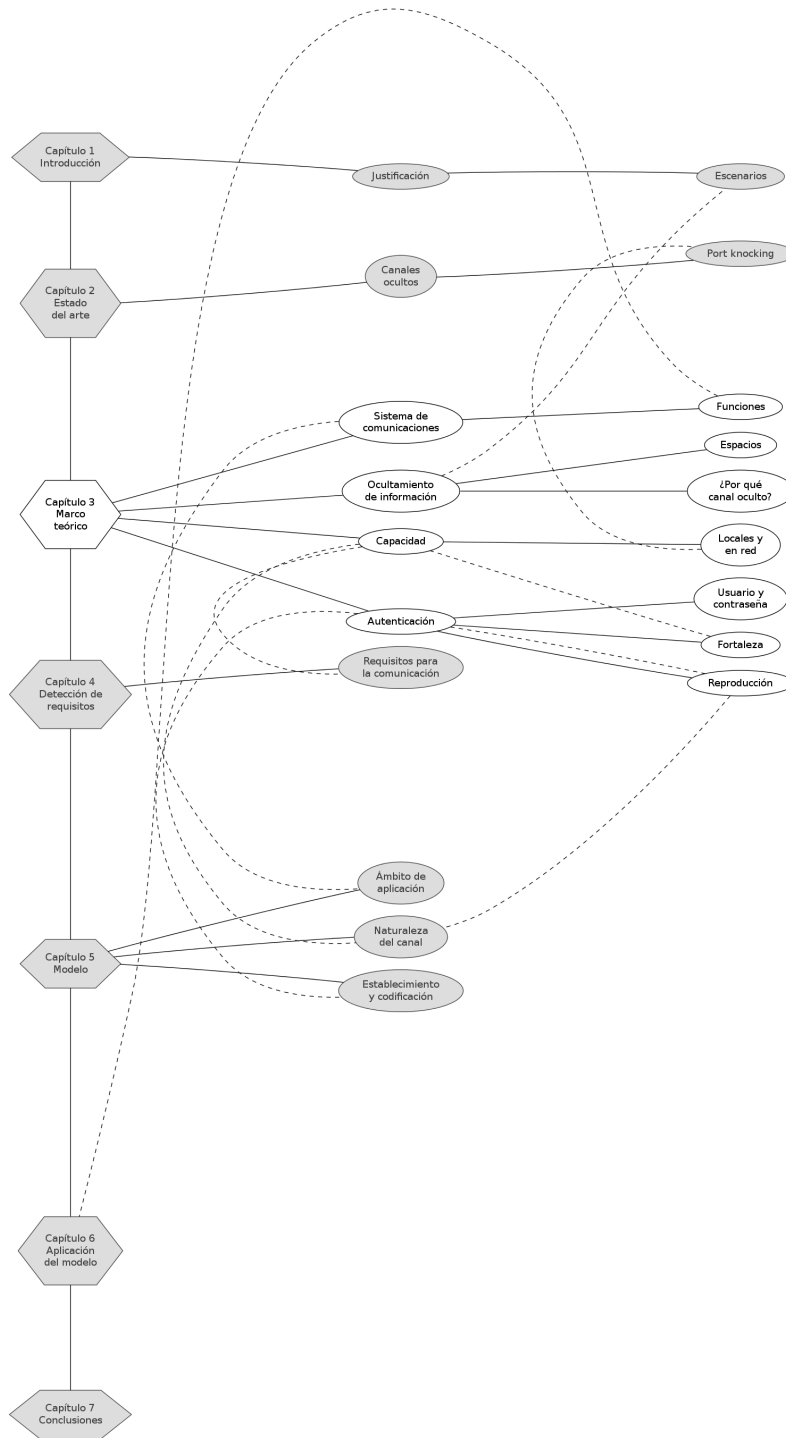 Capítulo 1
Introducción
Justificación
Escenarios
Capítulo 2
Estado
del arte
Canales
ocultos
Port knocking
Capítulo 3
Marco
teórico
Sistema de
comunicaciones
Funciones
Espacios
Ocultamiento
de información
¿Por qué
canal oculto?
Capacidad
Locales y
en red
Autenticación
Usuario y
contraseña
Fortaleza
Reproducción
Capítulo 4
Detección de
requisitos
Requisitos para
la comunicación
Capítulo 5
Modelo
Ámbito de
aplicación
Naturaleza
del canal
Establecimiento
y codificación
Capítulo 6
Aplicación
del modelo
Capítulo 7
Conclusiones